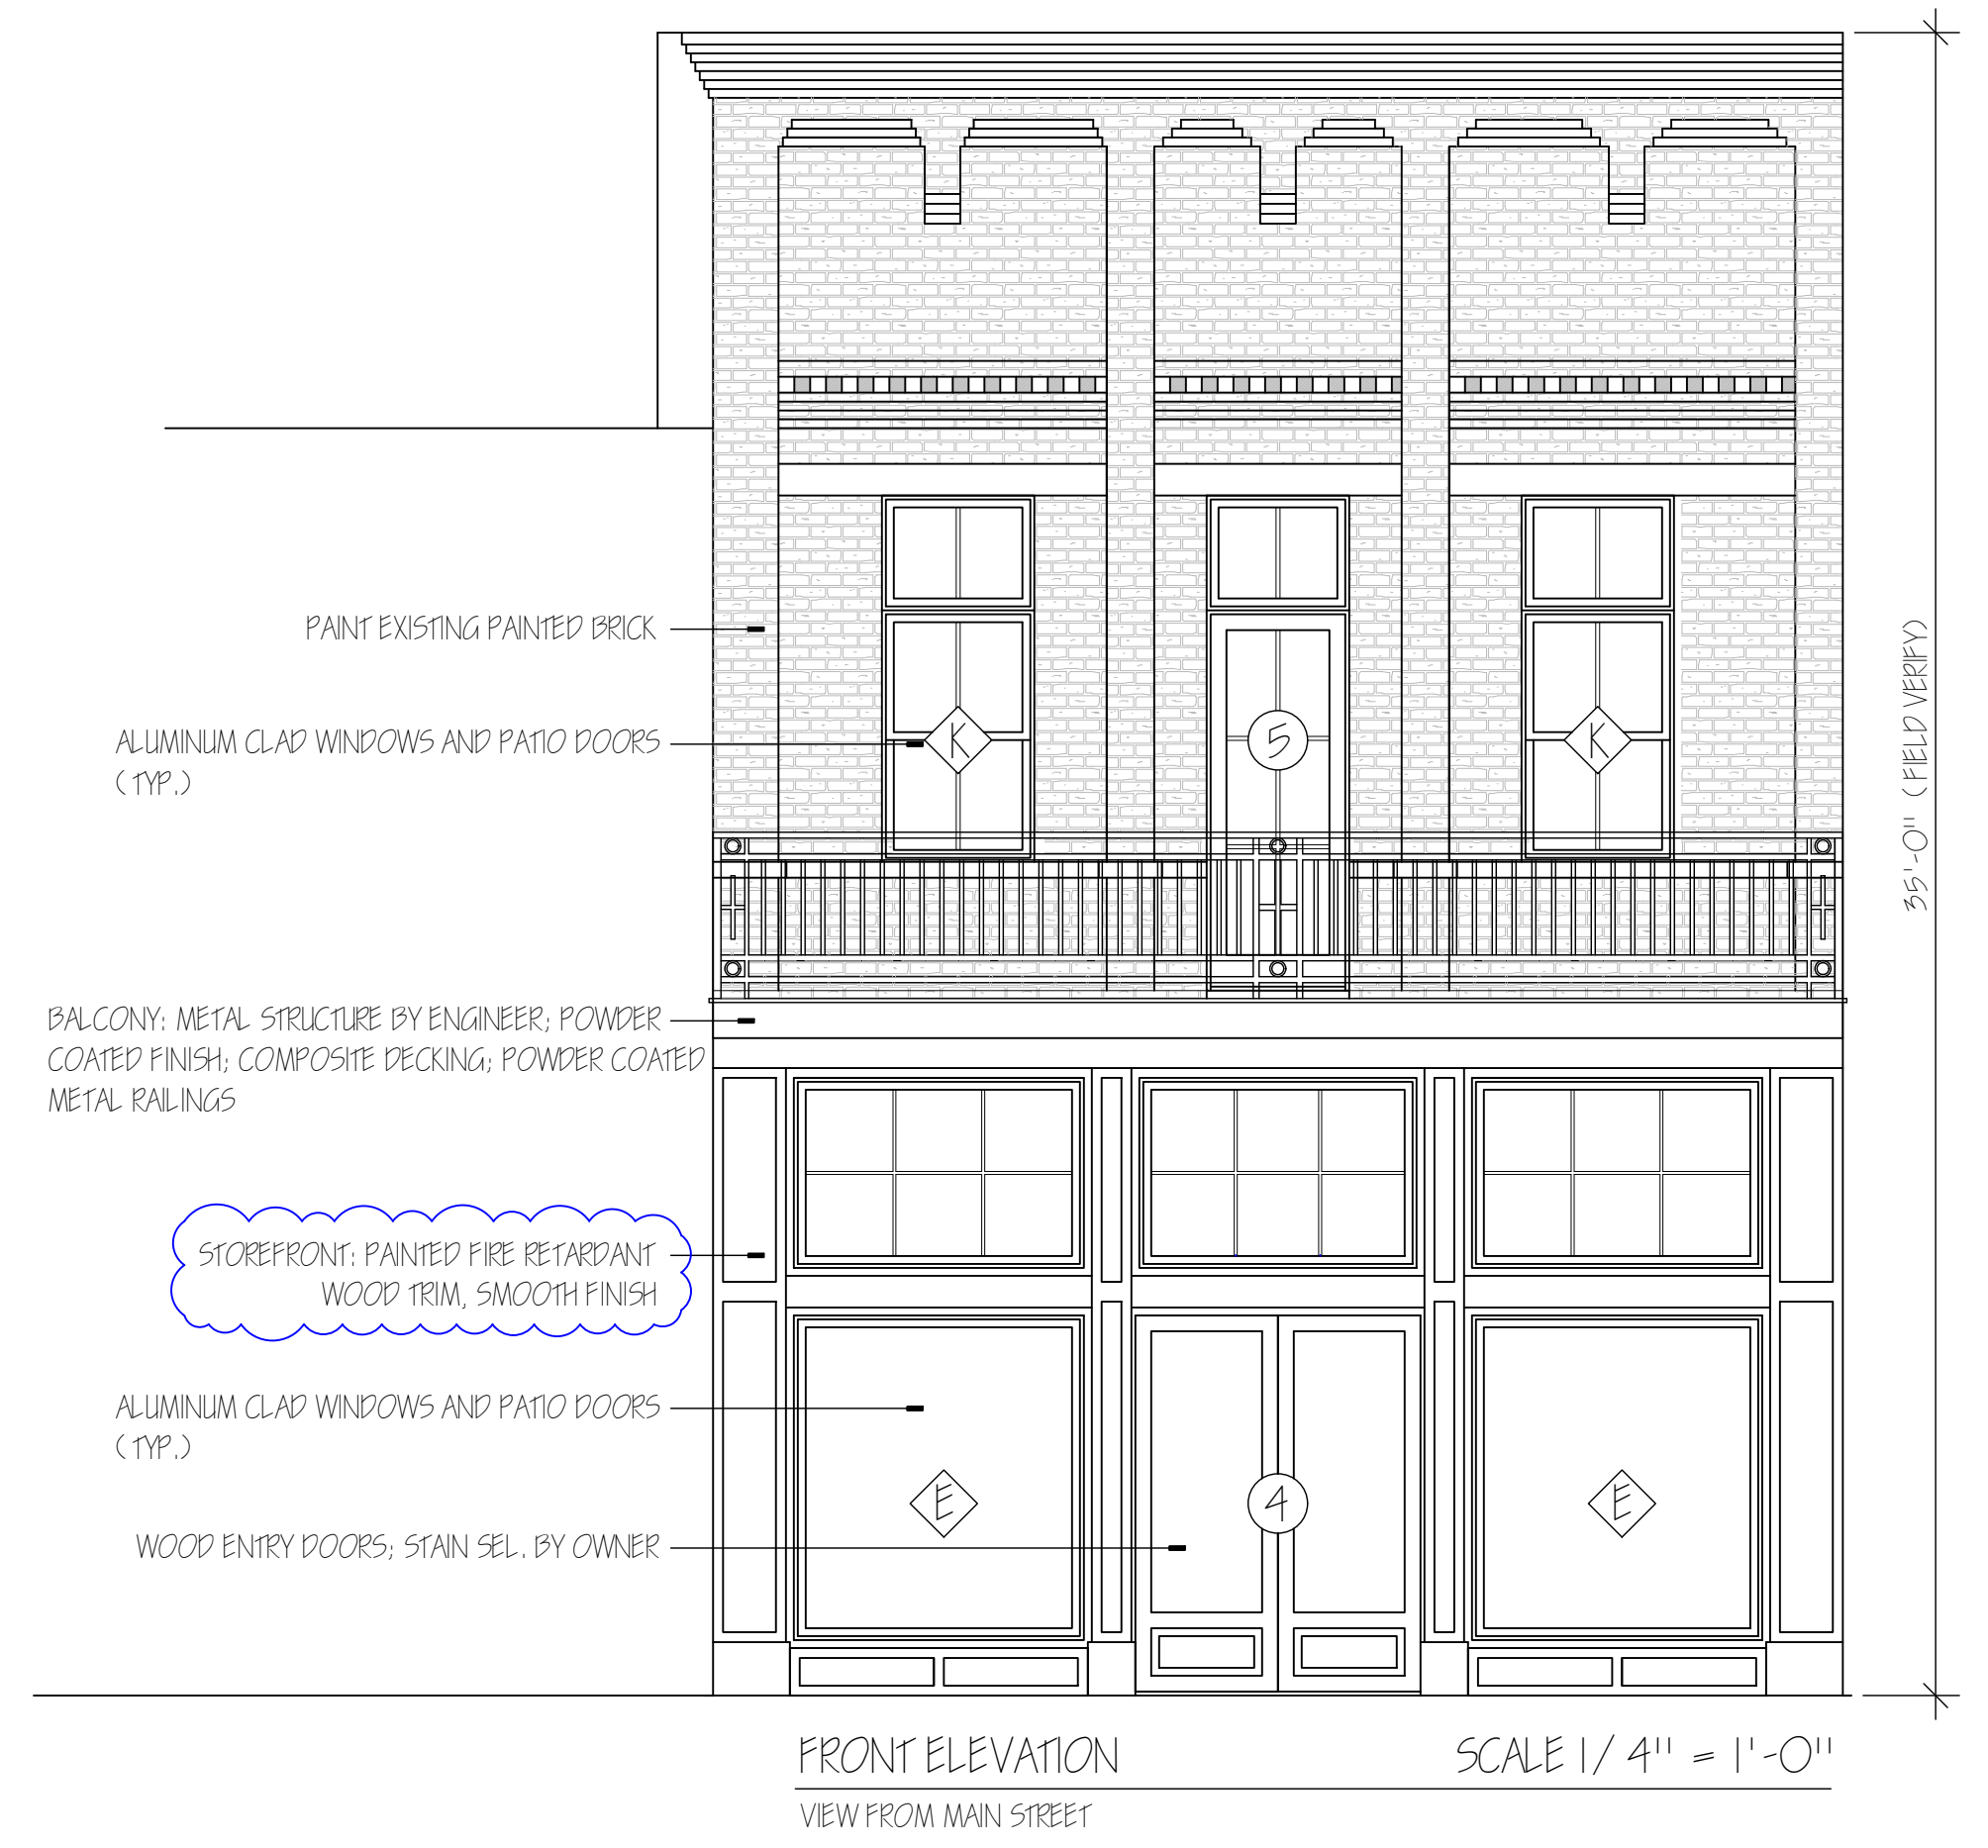 PAINT EXISTING PAINTED BRICK
ALUMINUM CLAD WINDOWS AND PATIO DOORS
(TYP.)
K
5
K
35'-0" (FIELD VERIFY)
BALCONY: METAL STRUCTURE BY ENGINEER; POWDER
COATED FINISH; COMPOSITE DECKING; POWDER COATED
METAL RAILINGS
STOREFRONT: PAINTED FIRE RETARDANT
WOOD TRIM, SMOOTH FINISH
ALUMINUM CLAD WINDOWS AND PATIO DOORS
(TYP.)
E
4
E
WOOD ENTRY DOORS; STAIN SEL. BY OWNER
FRONT ELEVATION
SCALE 1/4" = 1'-0"
VIEW FROM MAIN STREET